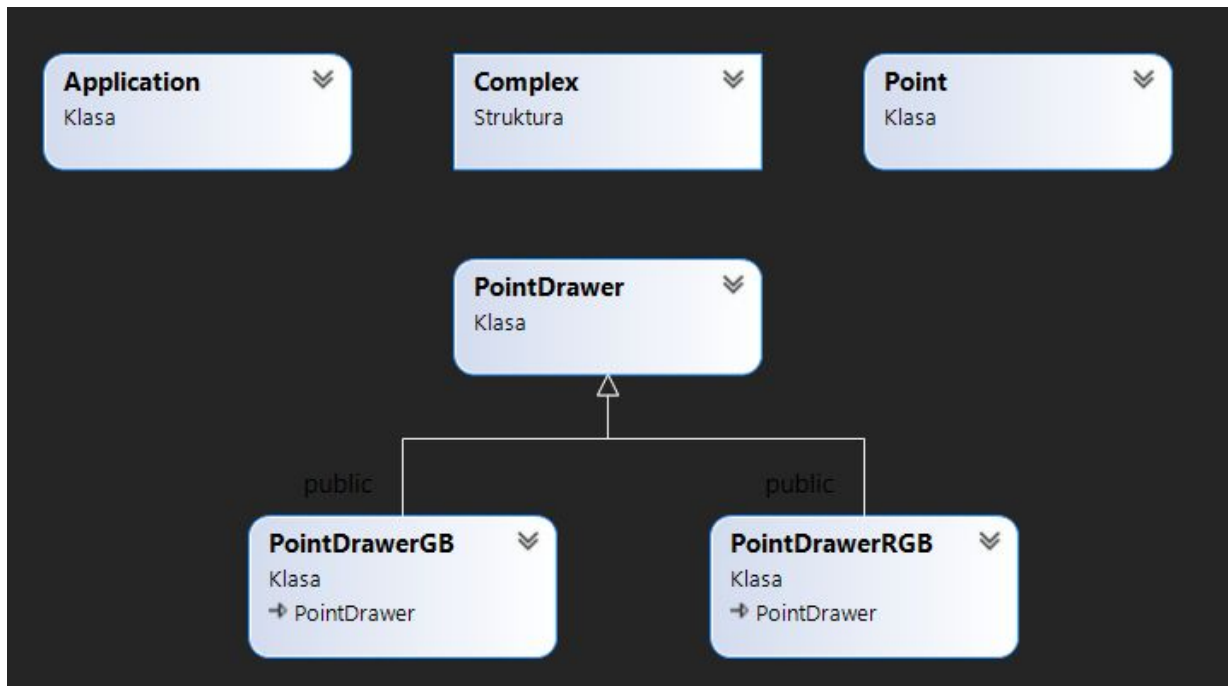 Application
Klasa
Complex
Struktura
Point
Klasa
PointDrawer
Klasa
public
public
PointDrawerGB
Klasa
PointDrawer
PointDrawerRGB
Klasa
PointDrawer